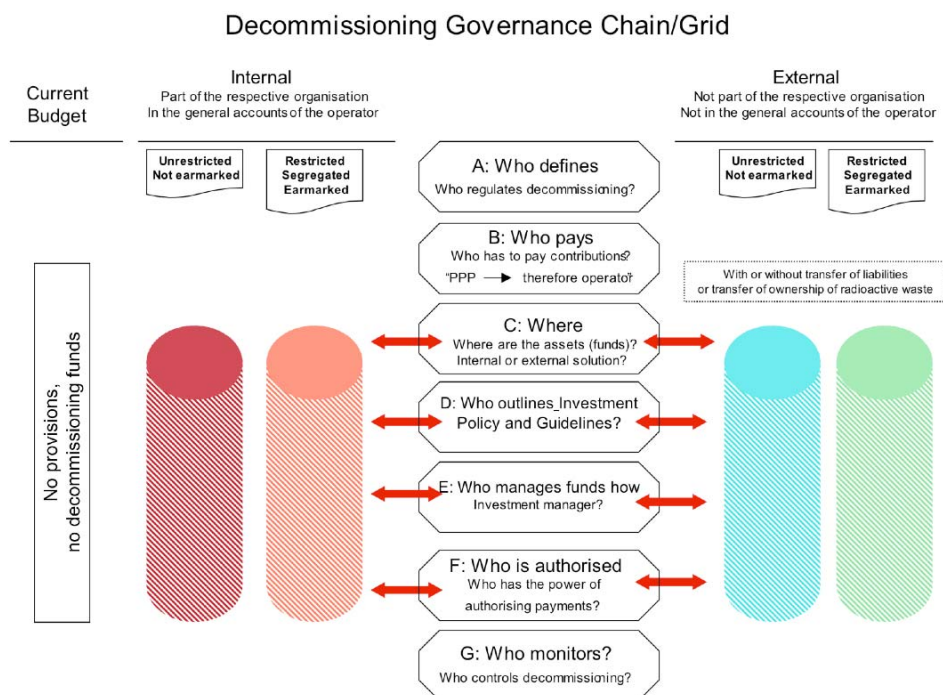 Decommissioning Governance Chain/Grid
Current
Budget
Internal
Part of the respective organisation
In the general accounts of the operator
External
Not part of the respective organisation
Not in the general accounts of the operator
Unrestricted
Not earmarked
Restricted
Segregated
Earmarked
A: Who defines
Who regulates decommissioning?
Unrestricted
Not earmarked
Restricted
Segregated
Earmarked
B: Who pays
Who has to pay contributions?
"PPP → therefore operator"
With or without transfer of liabilities
or transfer of ownership of radioactive waste
No provisions,
no decommissioning funds
C: Where
Where are the assets (funds)?
Internal or external solution?
D: Who outlines Investment
Policy and Guidelines?
E: Who manages funds how
Investment manager?
F: Who is authorised
Who has the power of
authorising payments?
G: Who monitors?
Who controls decommissioning?